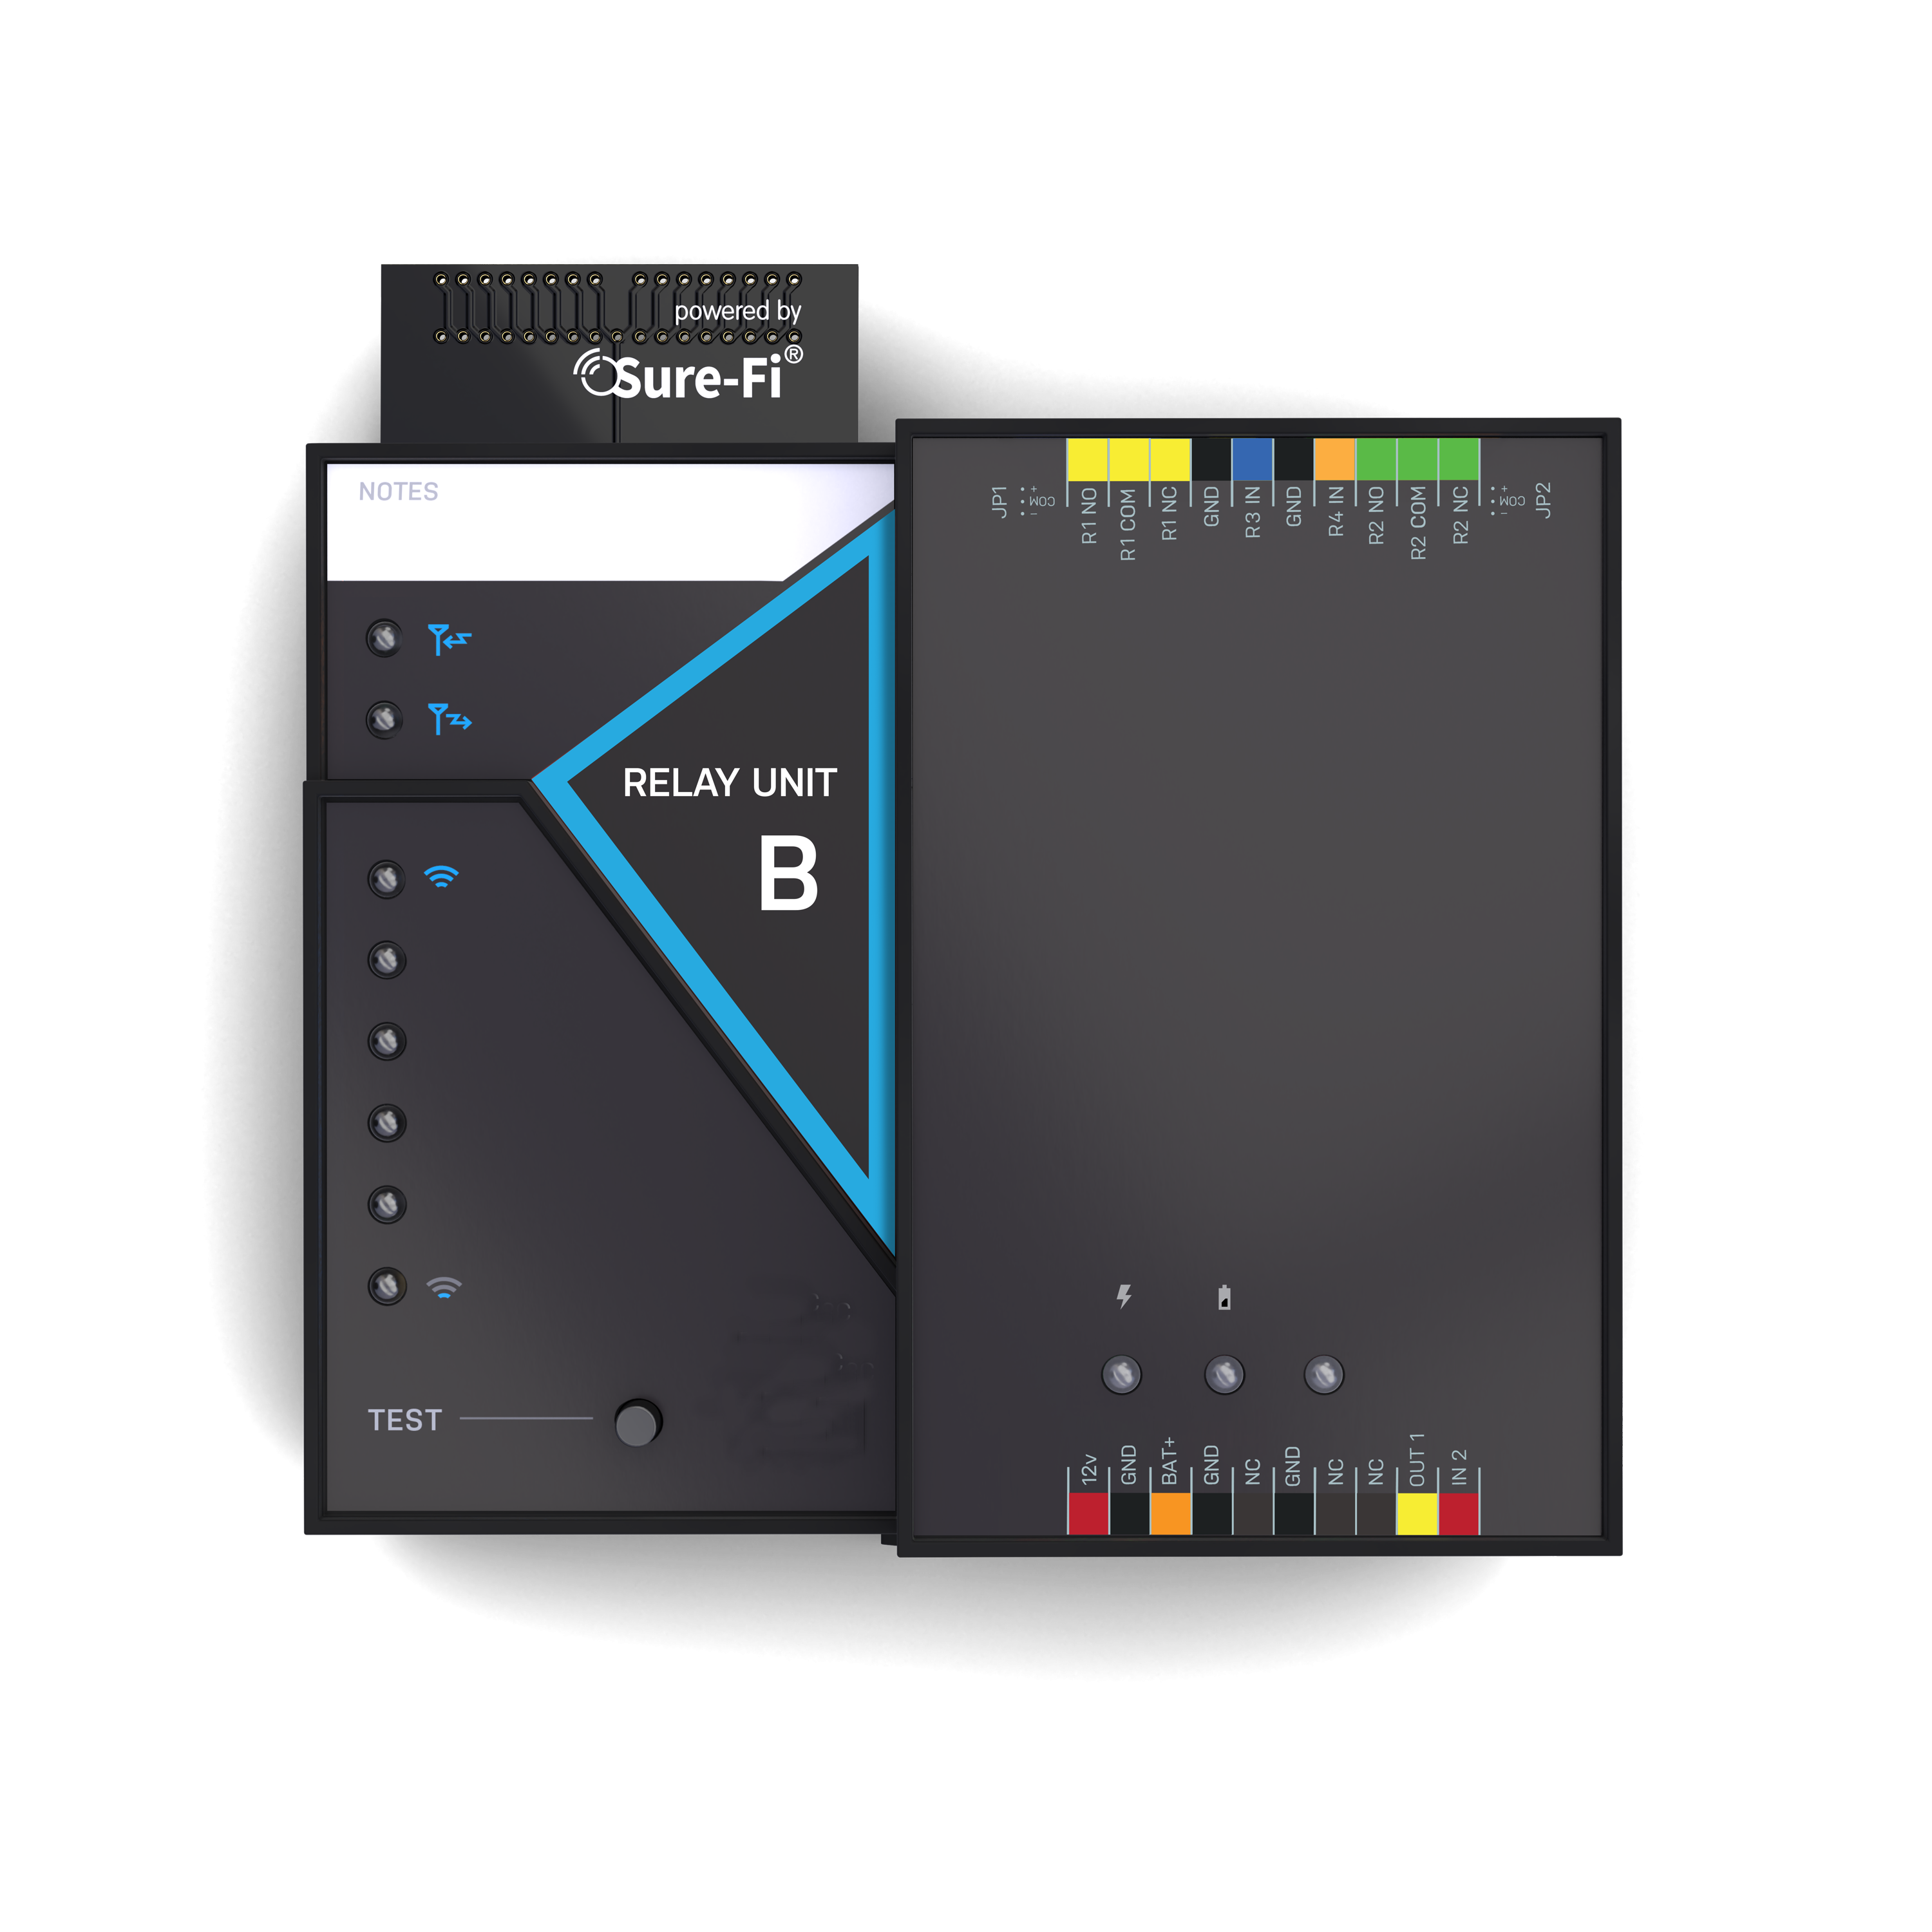 powered by
Sure-Fi®
NOTES
RELAY UNIT
B
TEST
JP1
+
COM
–
R1 NO
R1 COM
R1 NC
GND
R3 IN
GND
R4 IN
R2 NO
R2 COM
R2 NC
+
COM
–
JP2
12v
GND
BAT+
GND
NC
GND
NC
NC
OUT 1
IN 2